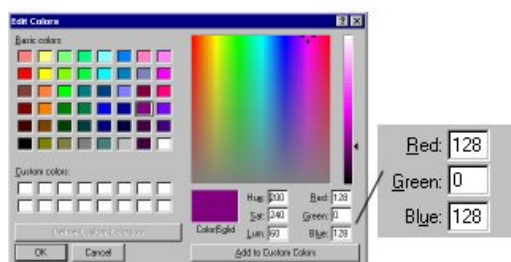 Edit Colors
Basic colors:
Custom colors:
Define Custom Colors >>
OK
Cancel
Color|Solid
Hue: 200
Sat: 240
Lum: 60
Red: 128
Green: 0
Blue: 128
Add to Custom Colors
Red: 128
Green: 0
Blue: 128